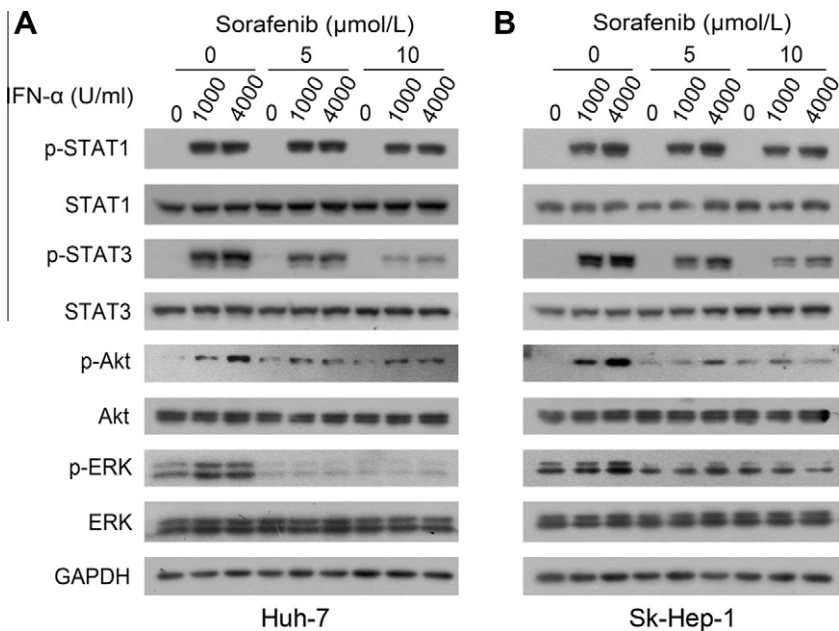 A
Sorafenib (µmol/L)
0 5 10
IFN-α (U/ml)
0 1000 4000 0 1000 4000 0 1000 4000
p-STAT1
STAT1
p-STAT3
STAT3
p-Akt
Akt
p-ERK
ERK
GAPDH
Huh-7
B
Sorafenib (µmol/L)
0 5 10
0 1000 4000 0 1000 4000 0 1000 4000
Sk-Hep-1